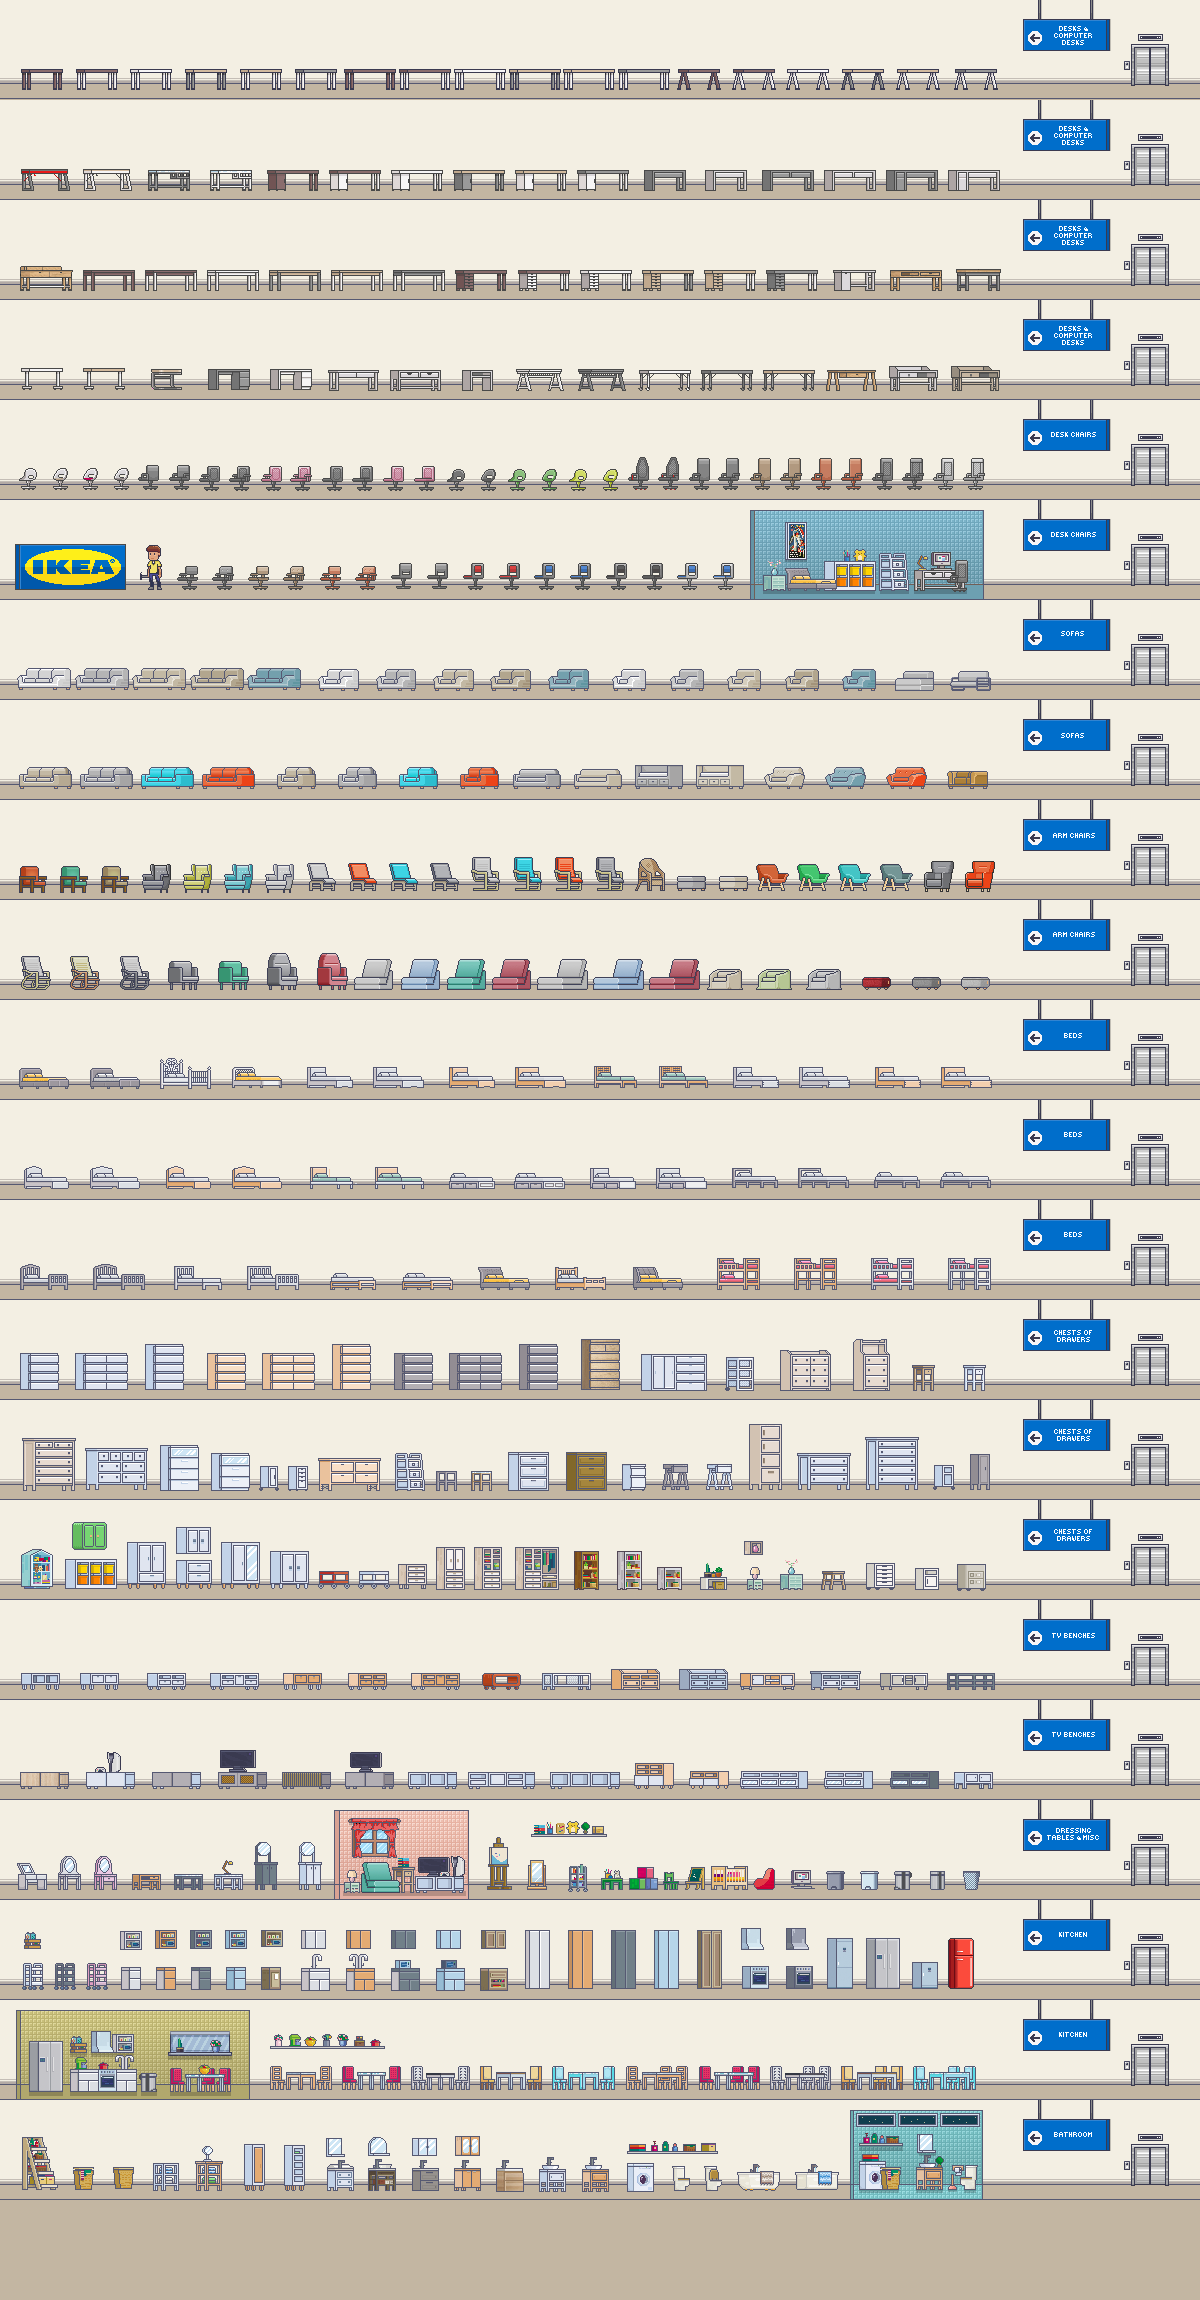 DESKS &
COMPUTER
DESKS
DESKS &
COMPUTER
DESKS
DESKS &
COMPUTER
DESKS
DESKS &
COMPUTER
DESKS
DESK CHAIRS
IKEA
DESK CHAIRS
SOFAS
SOFAS
ARM CHAIRS
ARM CHAIRS
BEDS
BEDS
BEDS
CHESTS OF
DRAWERS
CHESTS OF
DRAWERS
CHESTS OF
DRAWERS
TV BENCHES
TV BENCHES
DRESSING
TABLES & MISC
KITCHEN
KITCHEN
BATHROOM